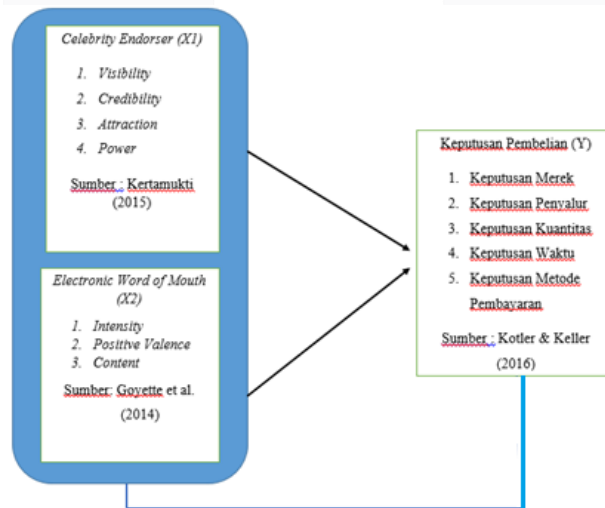 Celebrity Endorser (X1)
1. Visibility
2. Credibility
3. Attraction
4. Power
Sumber : Kertamukti
(2015)
Electronic Word of Mouth
(X2)
1. Intensity
2. Positive Valence
3. Content
Sumber: Goyette et al.
(2014)
Keputusan Pembelian (Y)
1. Keputusan Merek
2. Keputusan Penyalur
3. Keputusan Kuantitas
4. Keputusan Waktu
5. Keputusan Metode
Pembayaran
Sumber : Kotler & Keller
(2016)